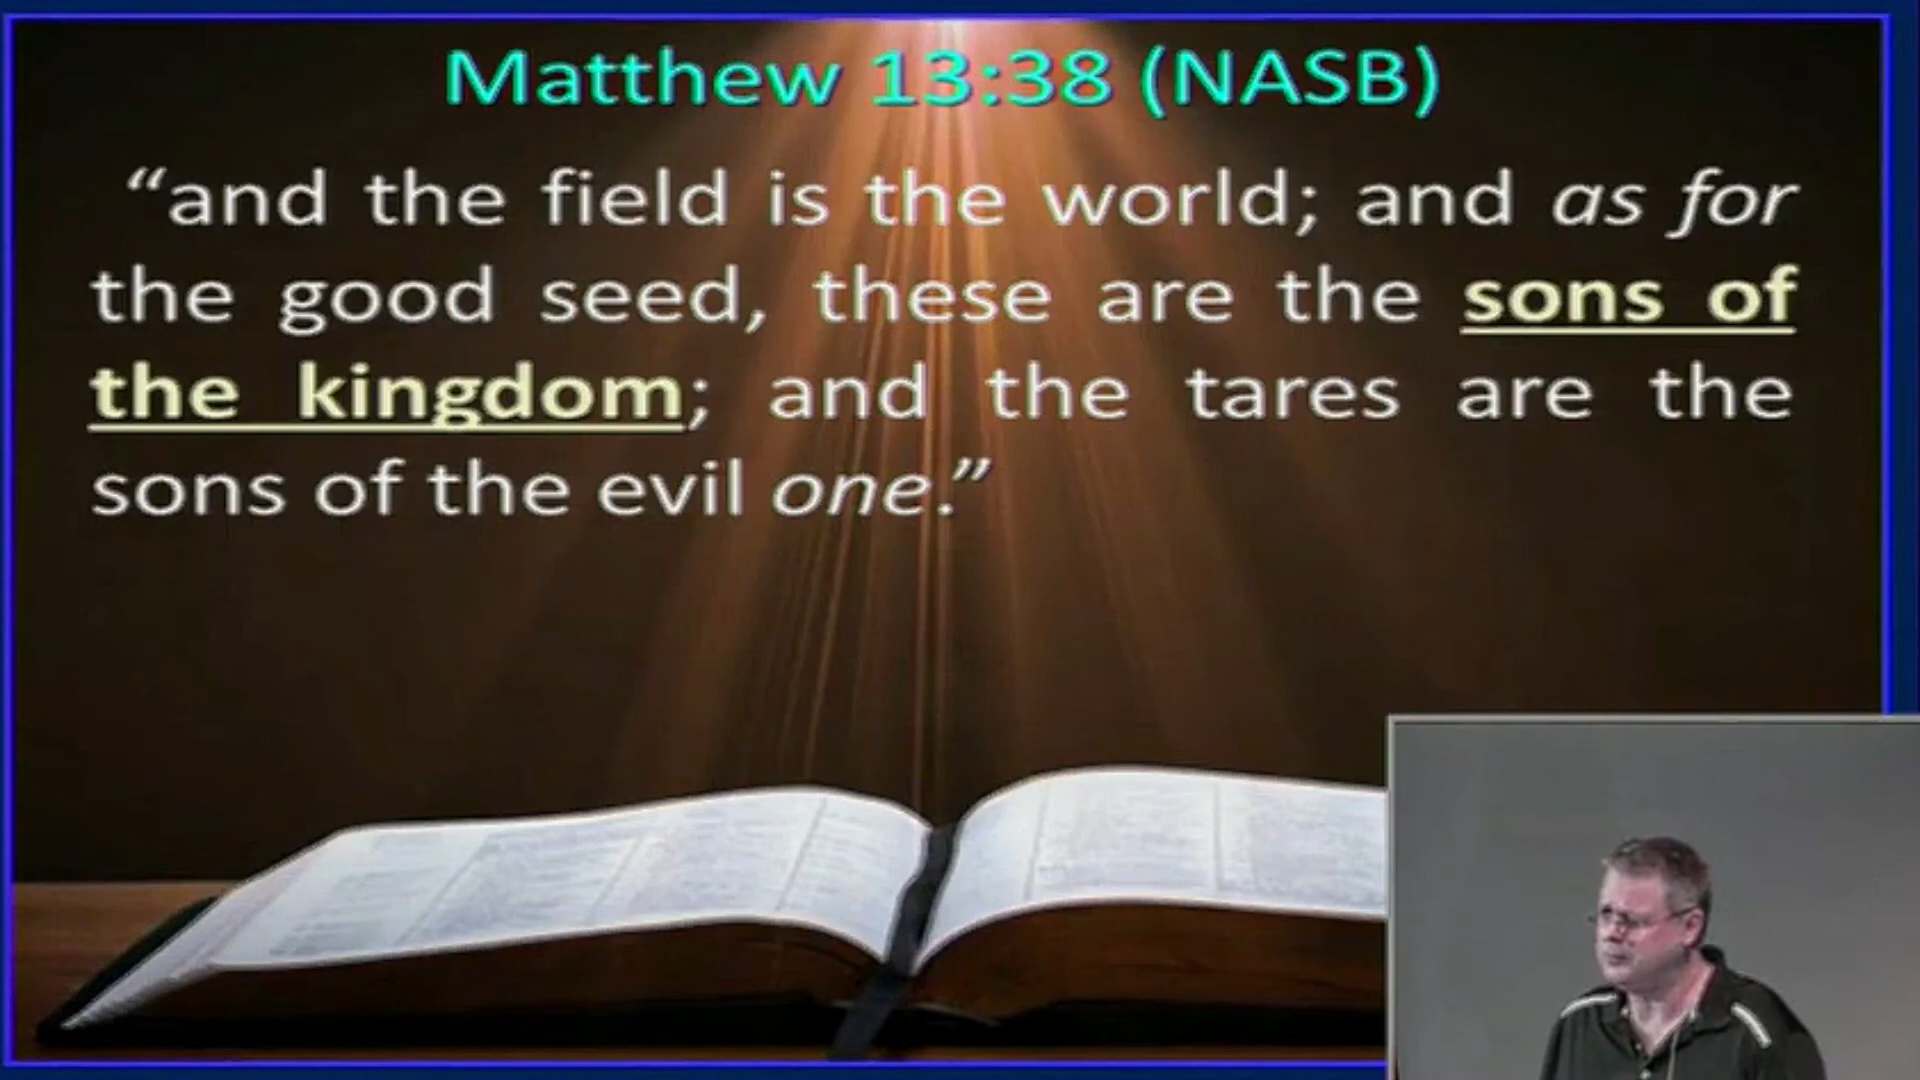 Matthew 13:38 (NASB)
“and the field is the world; and as for
the good seed, these are the sons of
the kingdom; and the tares are the
sons of the evil one.”